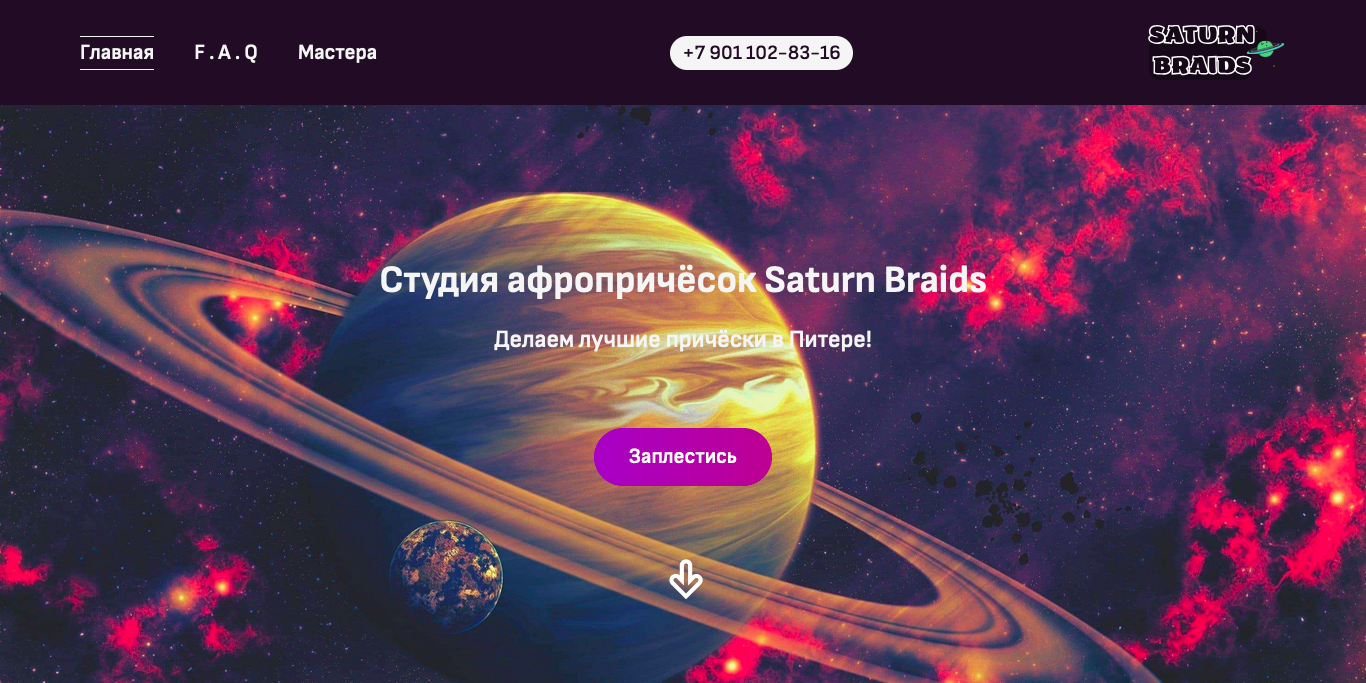 Главная
F.A.Q
Мастера
+7 901 102-83-16
SATURN
BRAIDS
Студия афропричёсок Saturn Braids
Делаем лучшие причёски в Питере!
Заплестись